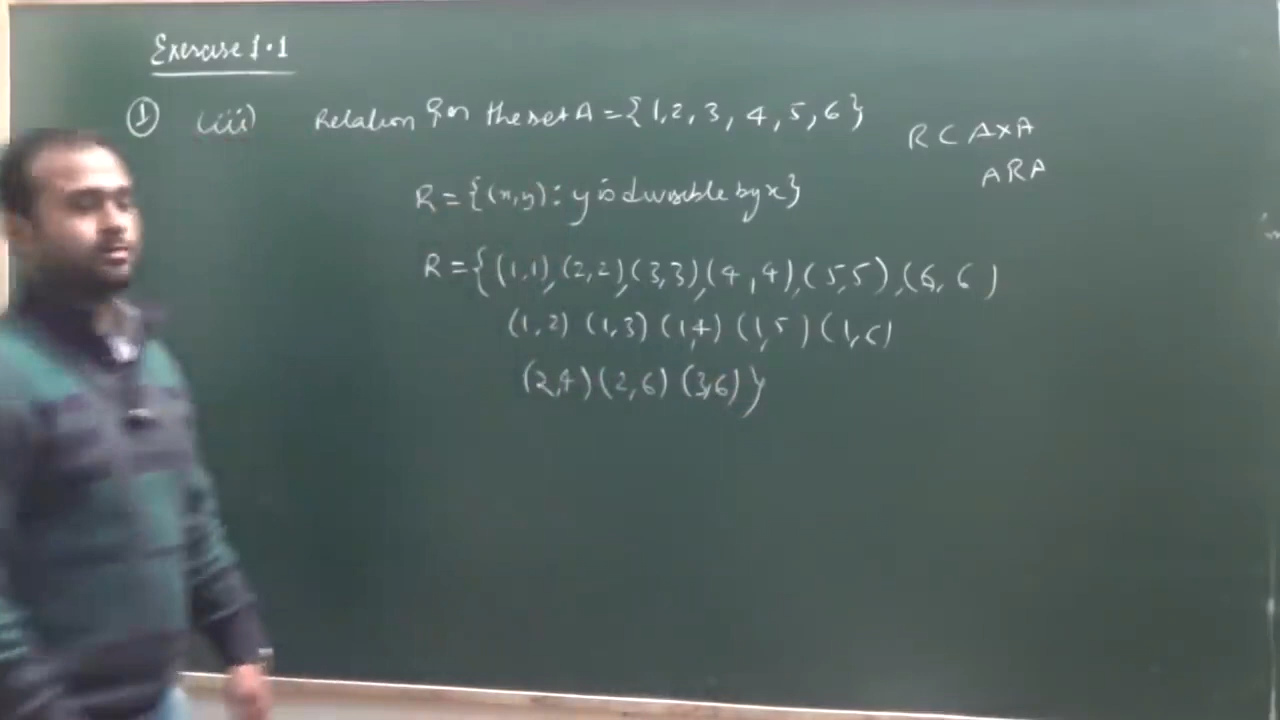 Exercise 1.1
① (iii) Relation R on the set A = {1, 2, 3, 4, 5, 6}
R ⊂ A×A
ARA
R = {(x, y) : y is divisible by x}
R = {(1,1), (2,2), (3,3), (4,4), (5,5), (6,6)
(1,2) (1,3) (1,4) (1,5) (1,6)
(2,4) (2,6) (3,6)}